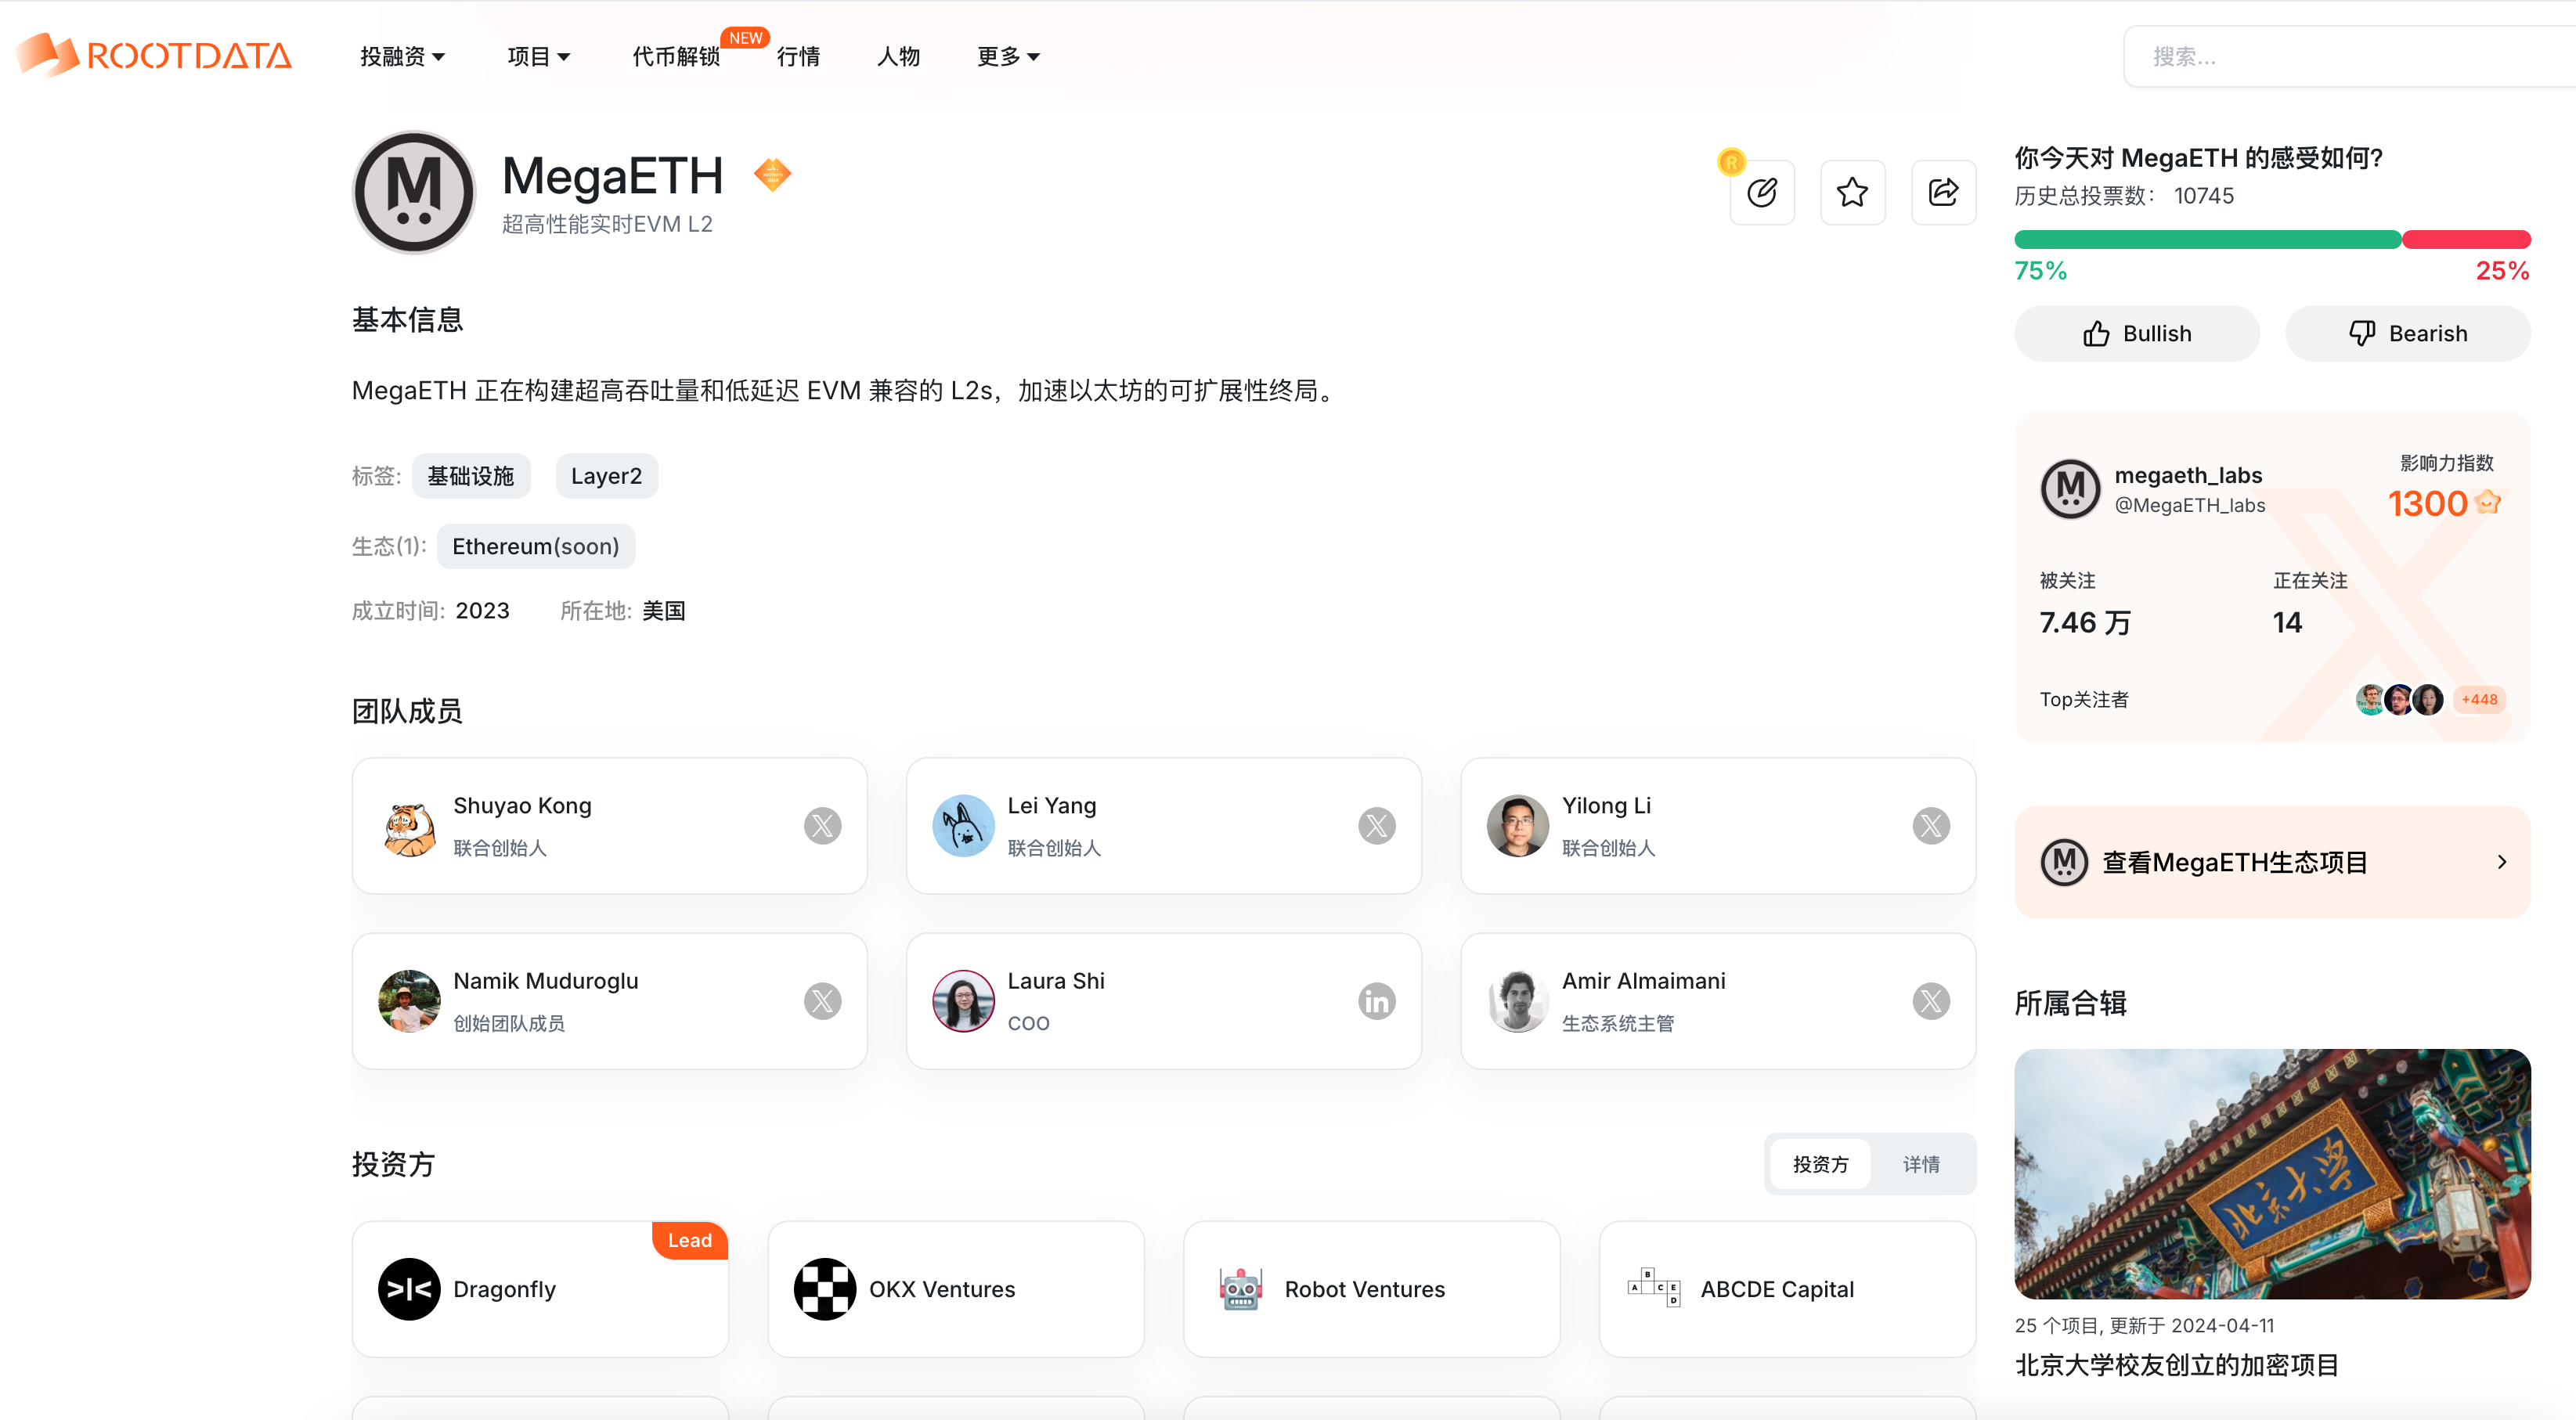 ROOTDATA
投融资
项目
代币解锁
NEW
行情
人物
更多
搜索...
MegaETH
超高性能实时EVM L2
基本信息
MegaETH 正在构建超高吞吐量和低延迟 EVM 兼容的 L2s，加速以太坊的可扩展性终局。
标签: 基础设施 Layer2
生态(1): Ethereum(soon)
成立时间: 2023 所在地: 美国
团队成员
Shuyao Kong
联合创始人
Lei Yang
联合创始人
Yilong Li
联合创始人
Namik Muduroglu
创始团队成员
Laura Shi
COO
Amir Almaimani
生态系统主管
投资方
投资方 详情
Lead
Dragonfly
OKX Ventures
Robot Ventures
A B C E D
ABCDE Capital
你今天对 MegaETH 的感受如何?
历史总投票数： 10745
75% 25%
Bullish
Bearish
megaeth_labs
@MegaETH_labs
影响力指数
1300
被关注
7.46 万
正在关注
14
Top关注者
+448
查看MegaETH生态项目
所属合辑
北京大学
25 个项目, 更新于 2024-04-11
北京大学校友创立的加密项目